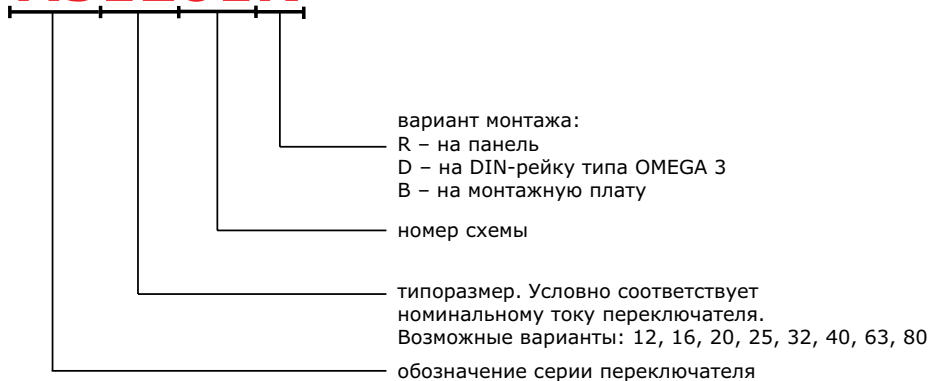 вариант монтажа:
R – на панель
D – на DIN-рейку типа OMEGA 3
B – на монтажную плату
номер схемы
типоразмер. Условно соответствует
номинальному току переключателя.
Возможные варианты: 12, 16, 20, 25, 32, 40, 63, 80
обозначение серии переключателя